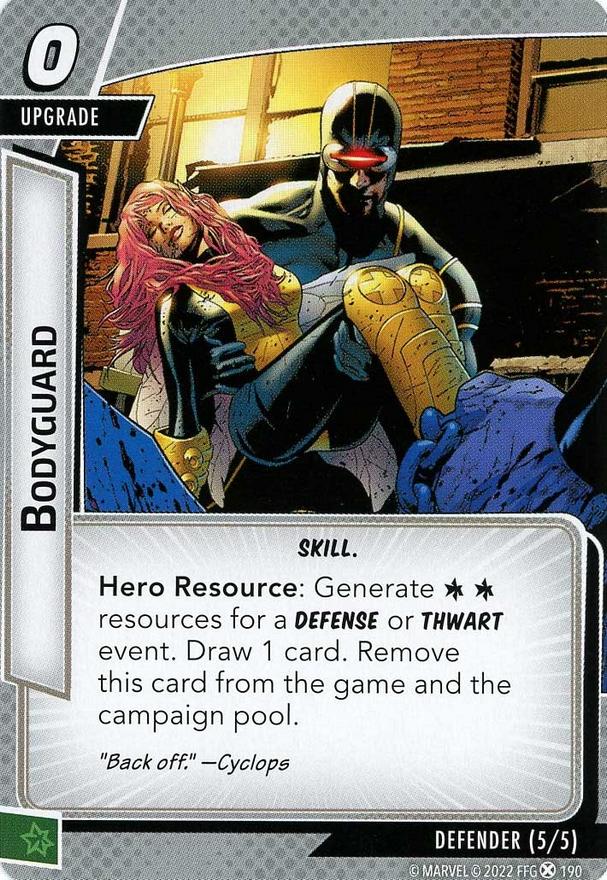 0
UPGRADE
BODYGUARD
SKILL.
Hero Resource: Generate
resources for a DEFENSE or THWART
event. Draw 1 card. Remove
this card from the game and the
campaign pool.
"Back off." —Cyclops
DEFENDER (5/5)
© MARVEL © 2022 FFG 190